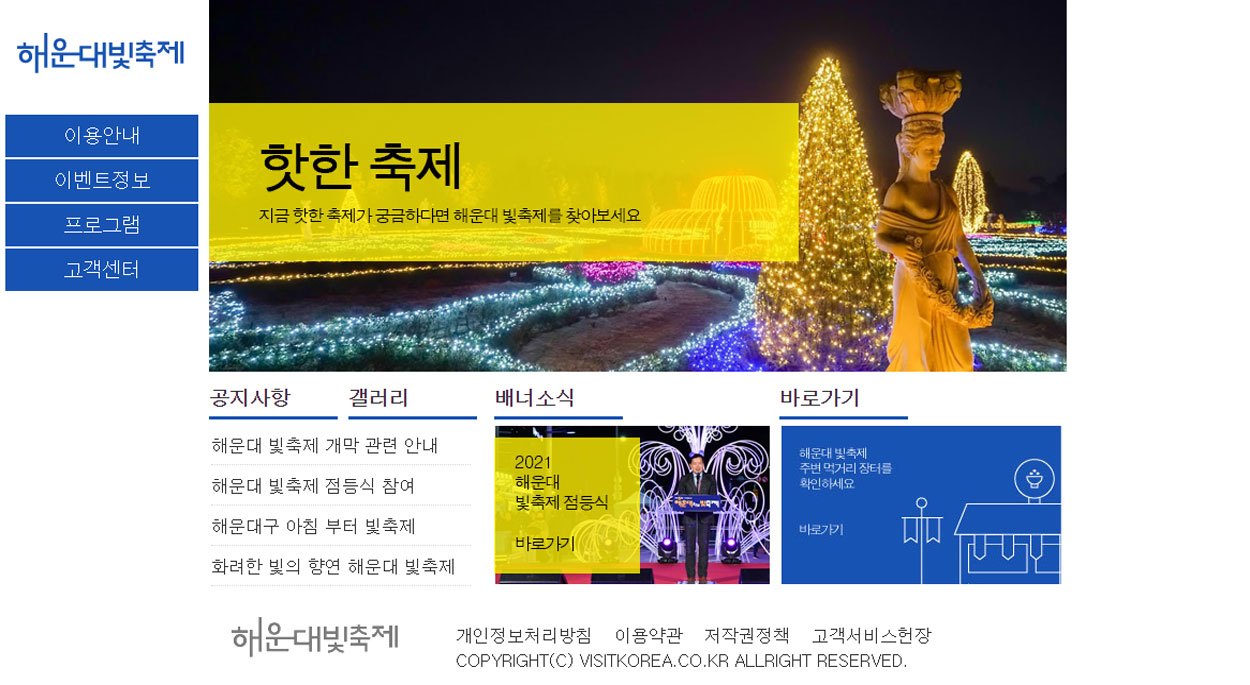 해운대빛축제
이용안내
이벤트정보
프로그램
고객센터
핫한 축제
지금 핫한 축제가 궁금하다면 해운대 빛축제를 찾아보세요
공지사항
갤러리
해운대 빛축제 개막 관련 안내
해운대 빛축제 점등식 참여
해운대구 아침 부터 빛축제
화려한 빛의 향연 해운대 빛축제
배너소식
2021
해운대
빛축제 점등식
바로가기
해운대빛축제
바로가기
해운대 빛축제
주변 먹거리 장터를
확인하세요
바로가기
해운대빛축제
개인정보처리방침 이용약관 저작권정책 고객서비스헌장
COPYRIGHT(C) VISITKOREA.CO.KR ALLRIGHT RESERVED.